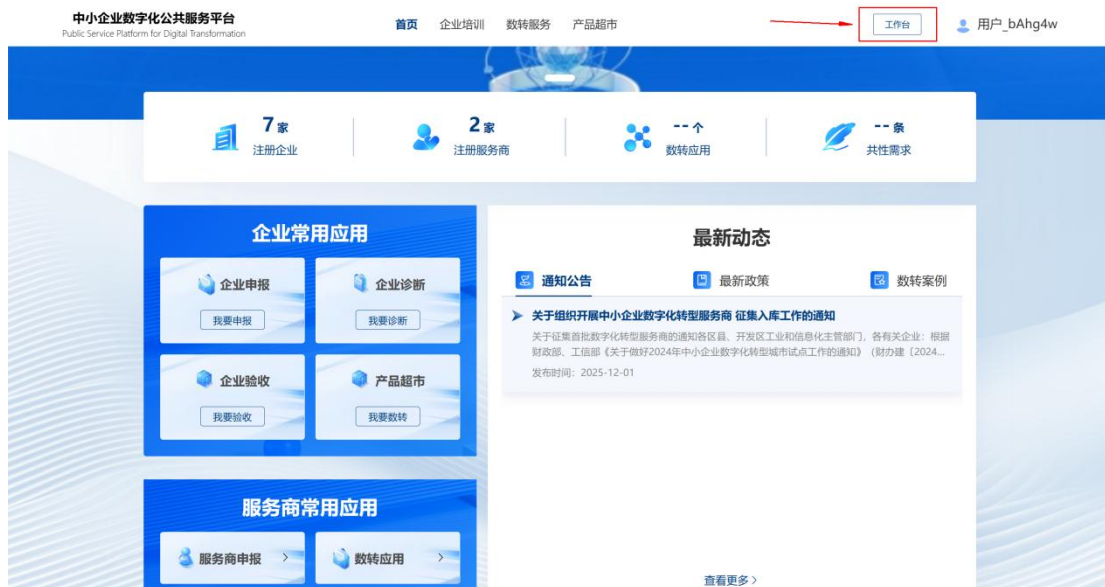 中小企业数字化公共服务平台
Public Service Platform for Digital Transformation
首页 企业培训 数转服务 产品超市
工作台
用户_bAhg4w
7家
注册企业
2家
注册服务商
--个
数转应用
--条
共性需求
企业常用应用
企业申报
我要申报
企业诊断
我要诊断
企业验收
我要验收
产品超市
我要数转
服务商常用应用
服务商申报 >
数转应用 >
最新动态
通知公告 最新政策 数转案例
关于组织开展中小企业数字化转型服务商 征集入库工作的通知
关于征集首批数字化转型服务商的通知各区县、开发区工业和信息化主管部门，各有关企业：根据
财政部、工信部《关于做好2024年中小企业数字化转型城市试点工作的通知》（财办建〔2024...
发布时间：2025-12-01
查看更多 >